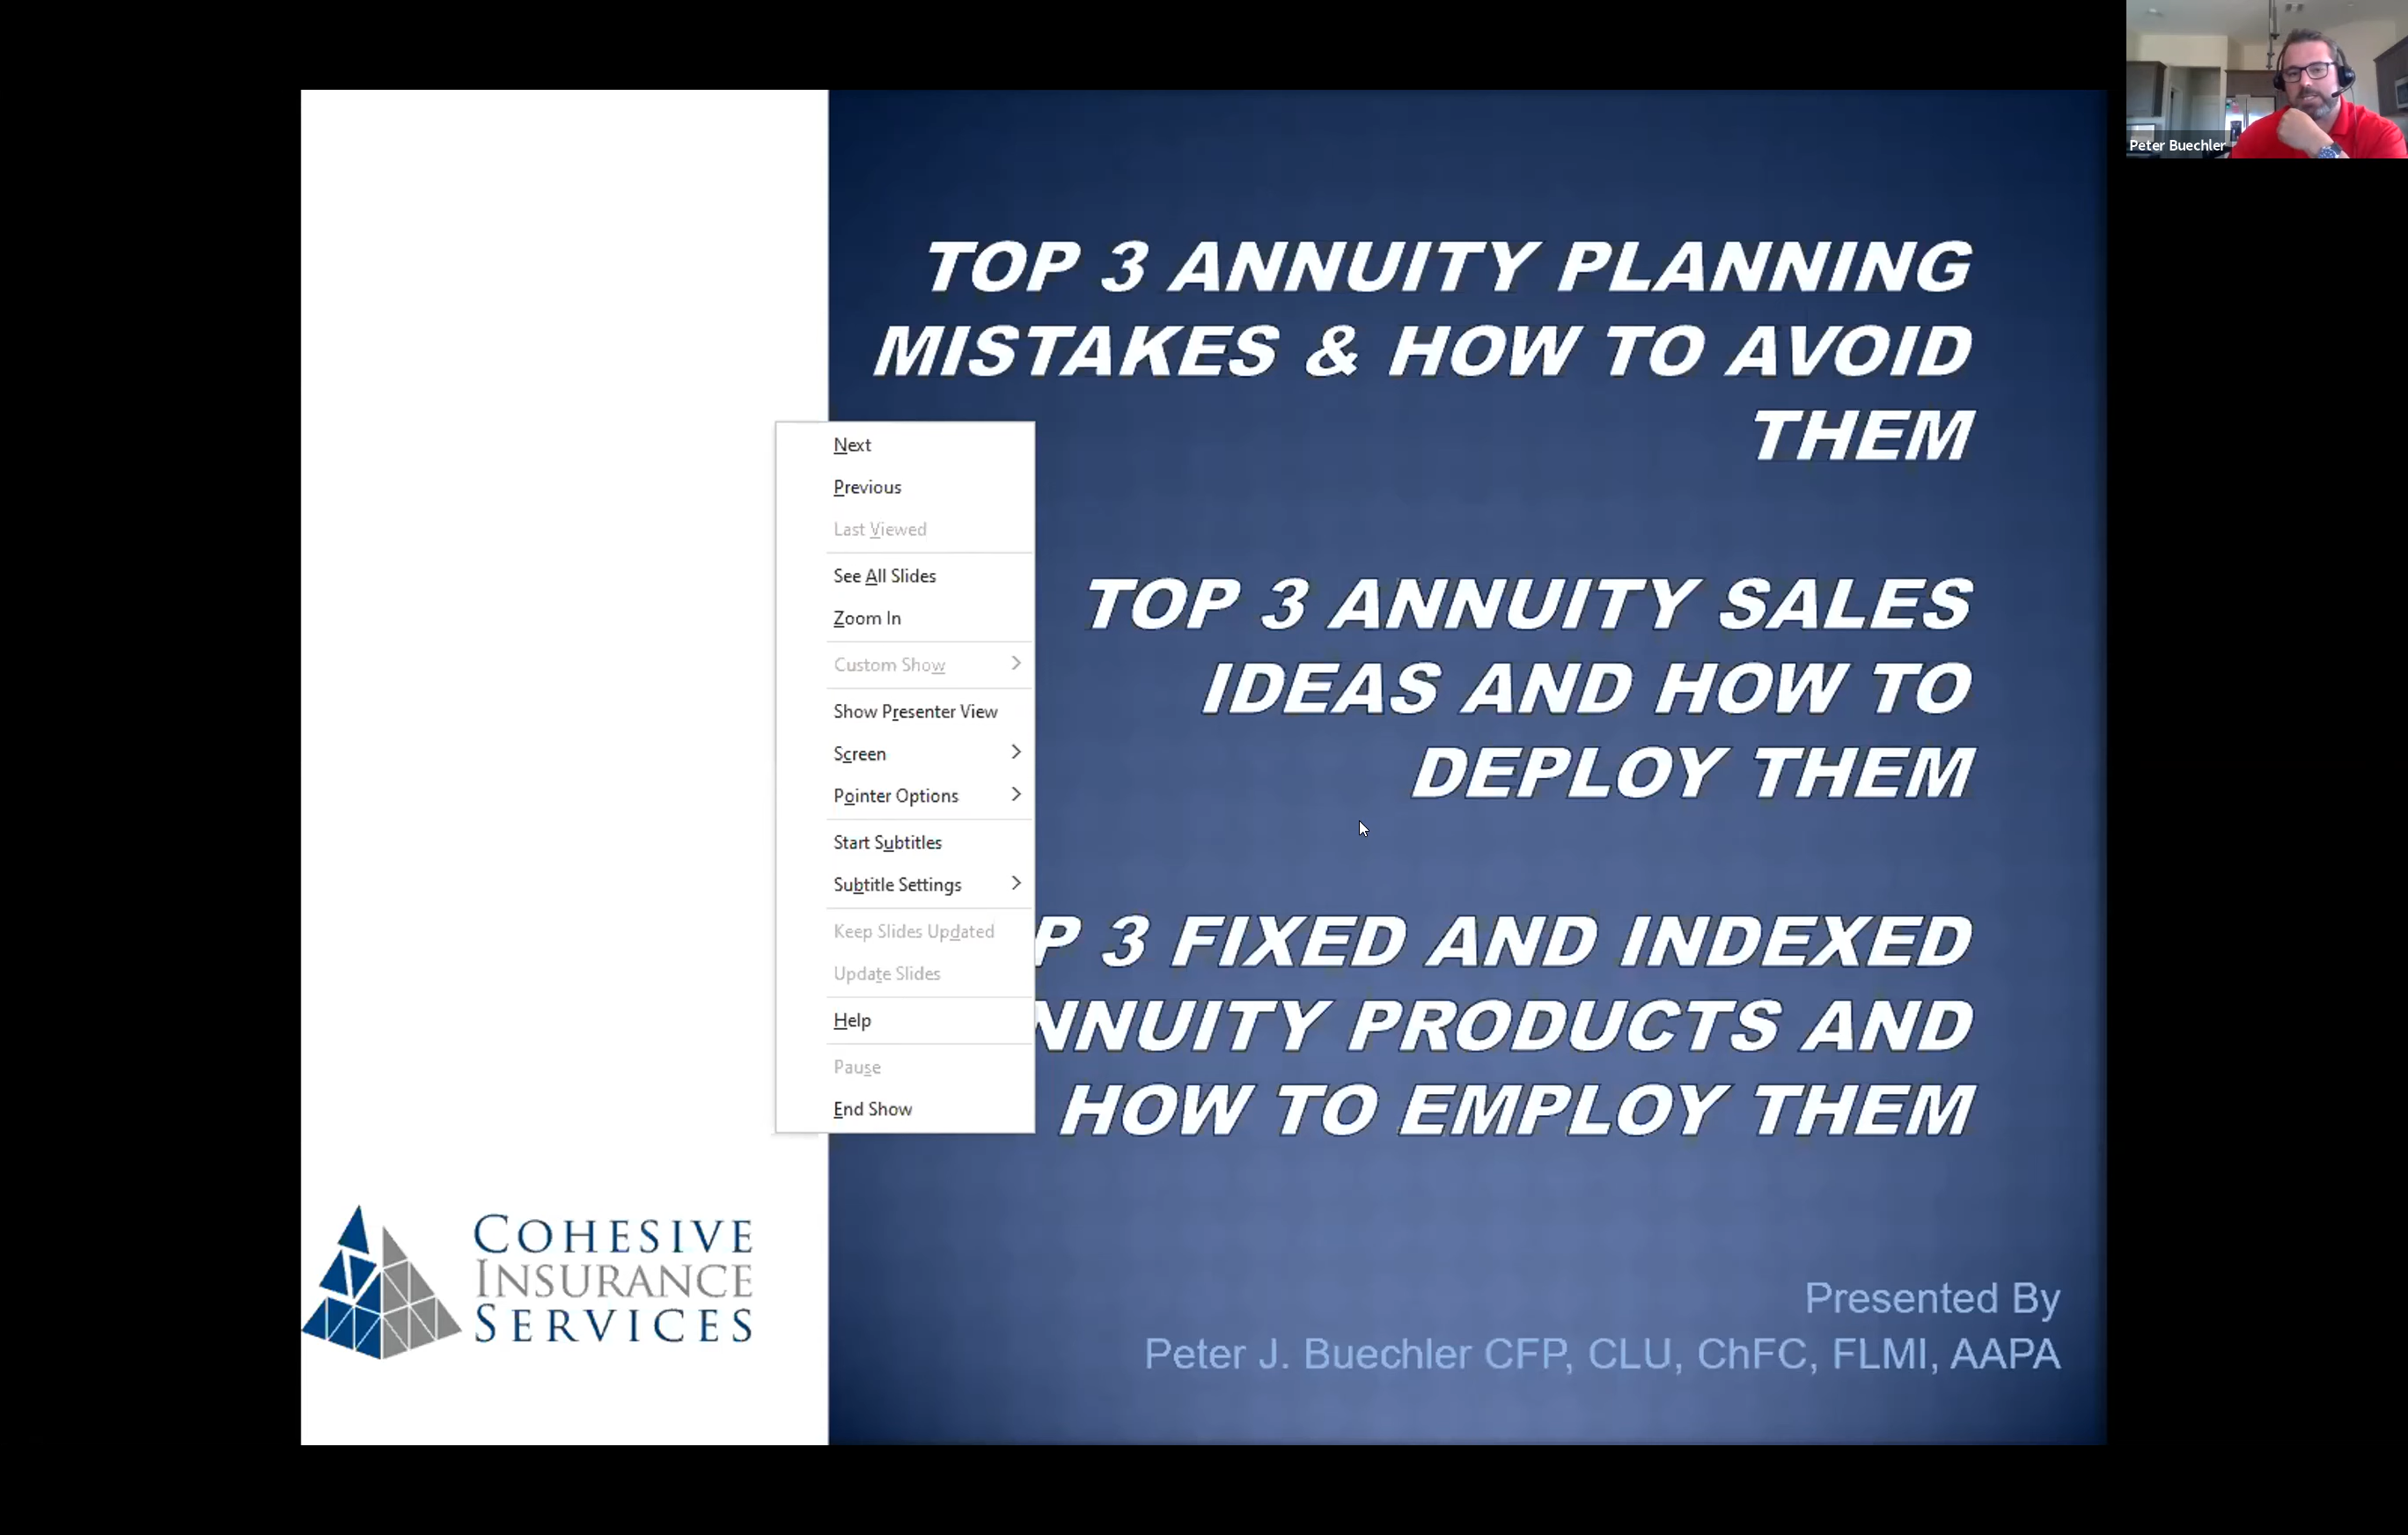 Peter Buechler
TOP 3 ANNUITY PLANNING
MISTAKES & HOW TO AVOID
THEM
TOP 3 ANNUITY SALES
IDEAS AND HOW TO
DEPLOY THEM
P 3 FIXED AND INDEXED
NNUITY PRODUCTS AND
HOW TO EMPLOY THEM
Next
Previous
Last Viewed
See All Slides
Zoom In
Custom Show
Show Presenter View
Screen
Pointer Options
Start Subtitles
Subtitle Settings
Keep Slides Updated
Update Slides
Help
Pause
End Show
COHESIVE
INSURANCE
SERVICES
Presented By
Peter J. Buechler CFP, CLU, ChFC, FLMI, AAPA